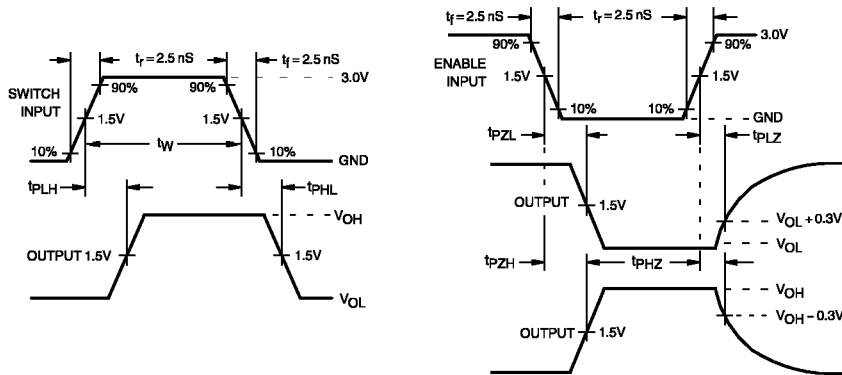 tr = 2.5 nS
tf = 2.5 nS
3.0V
90%
90%
SWITCH
INPUT
1.5V
1.5V
tW
10%
10%
GND
tPLH
tPHL
VOH
OUTPUT
1.5V
1.5V
VOL
tf = 2.5 nS
tr = 2.5 nS
3.0V
90%
90%
ENABLE
INPUT
1.5V
1.5V
10%
10%
GND
tPZL
tPLZ
OUTPUT
1.5V
VOL + 0.3V
VOL
tPZH
tPHZ
VOH
VOH – 0.3V
OUTPUT
1.5V